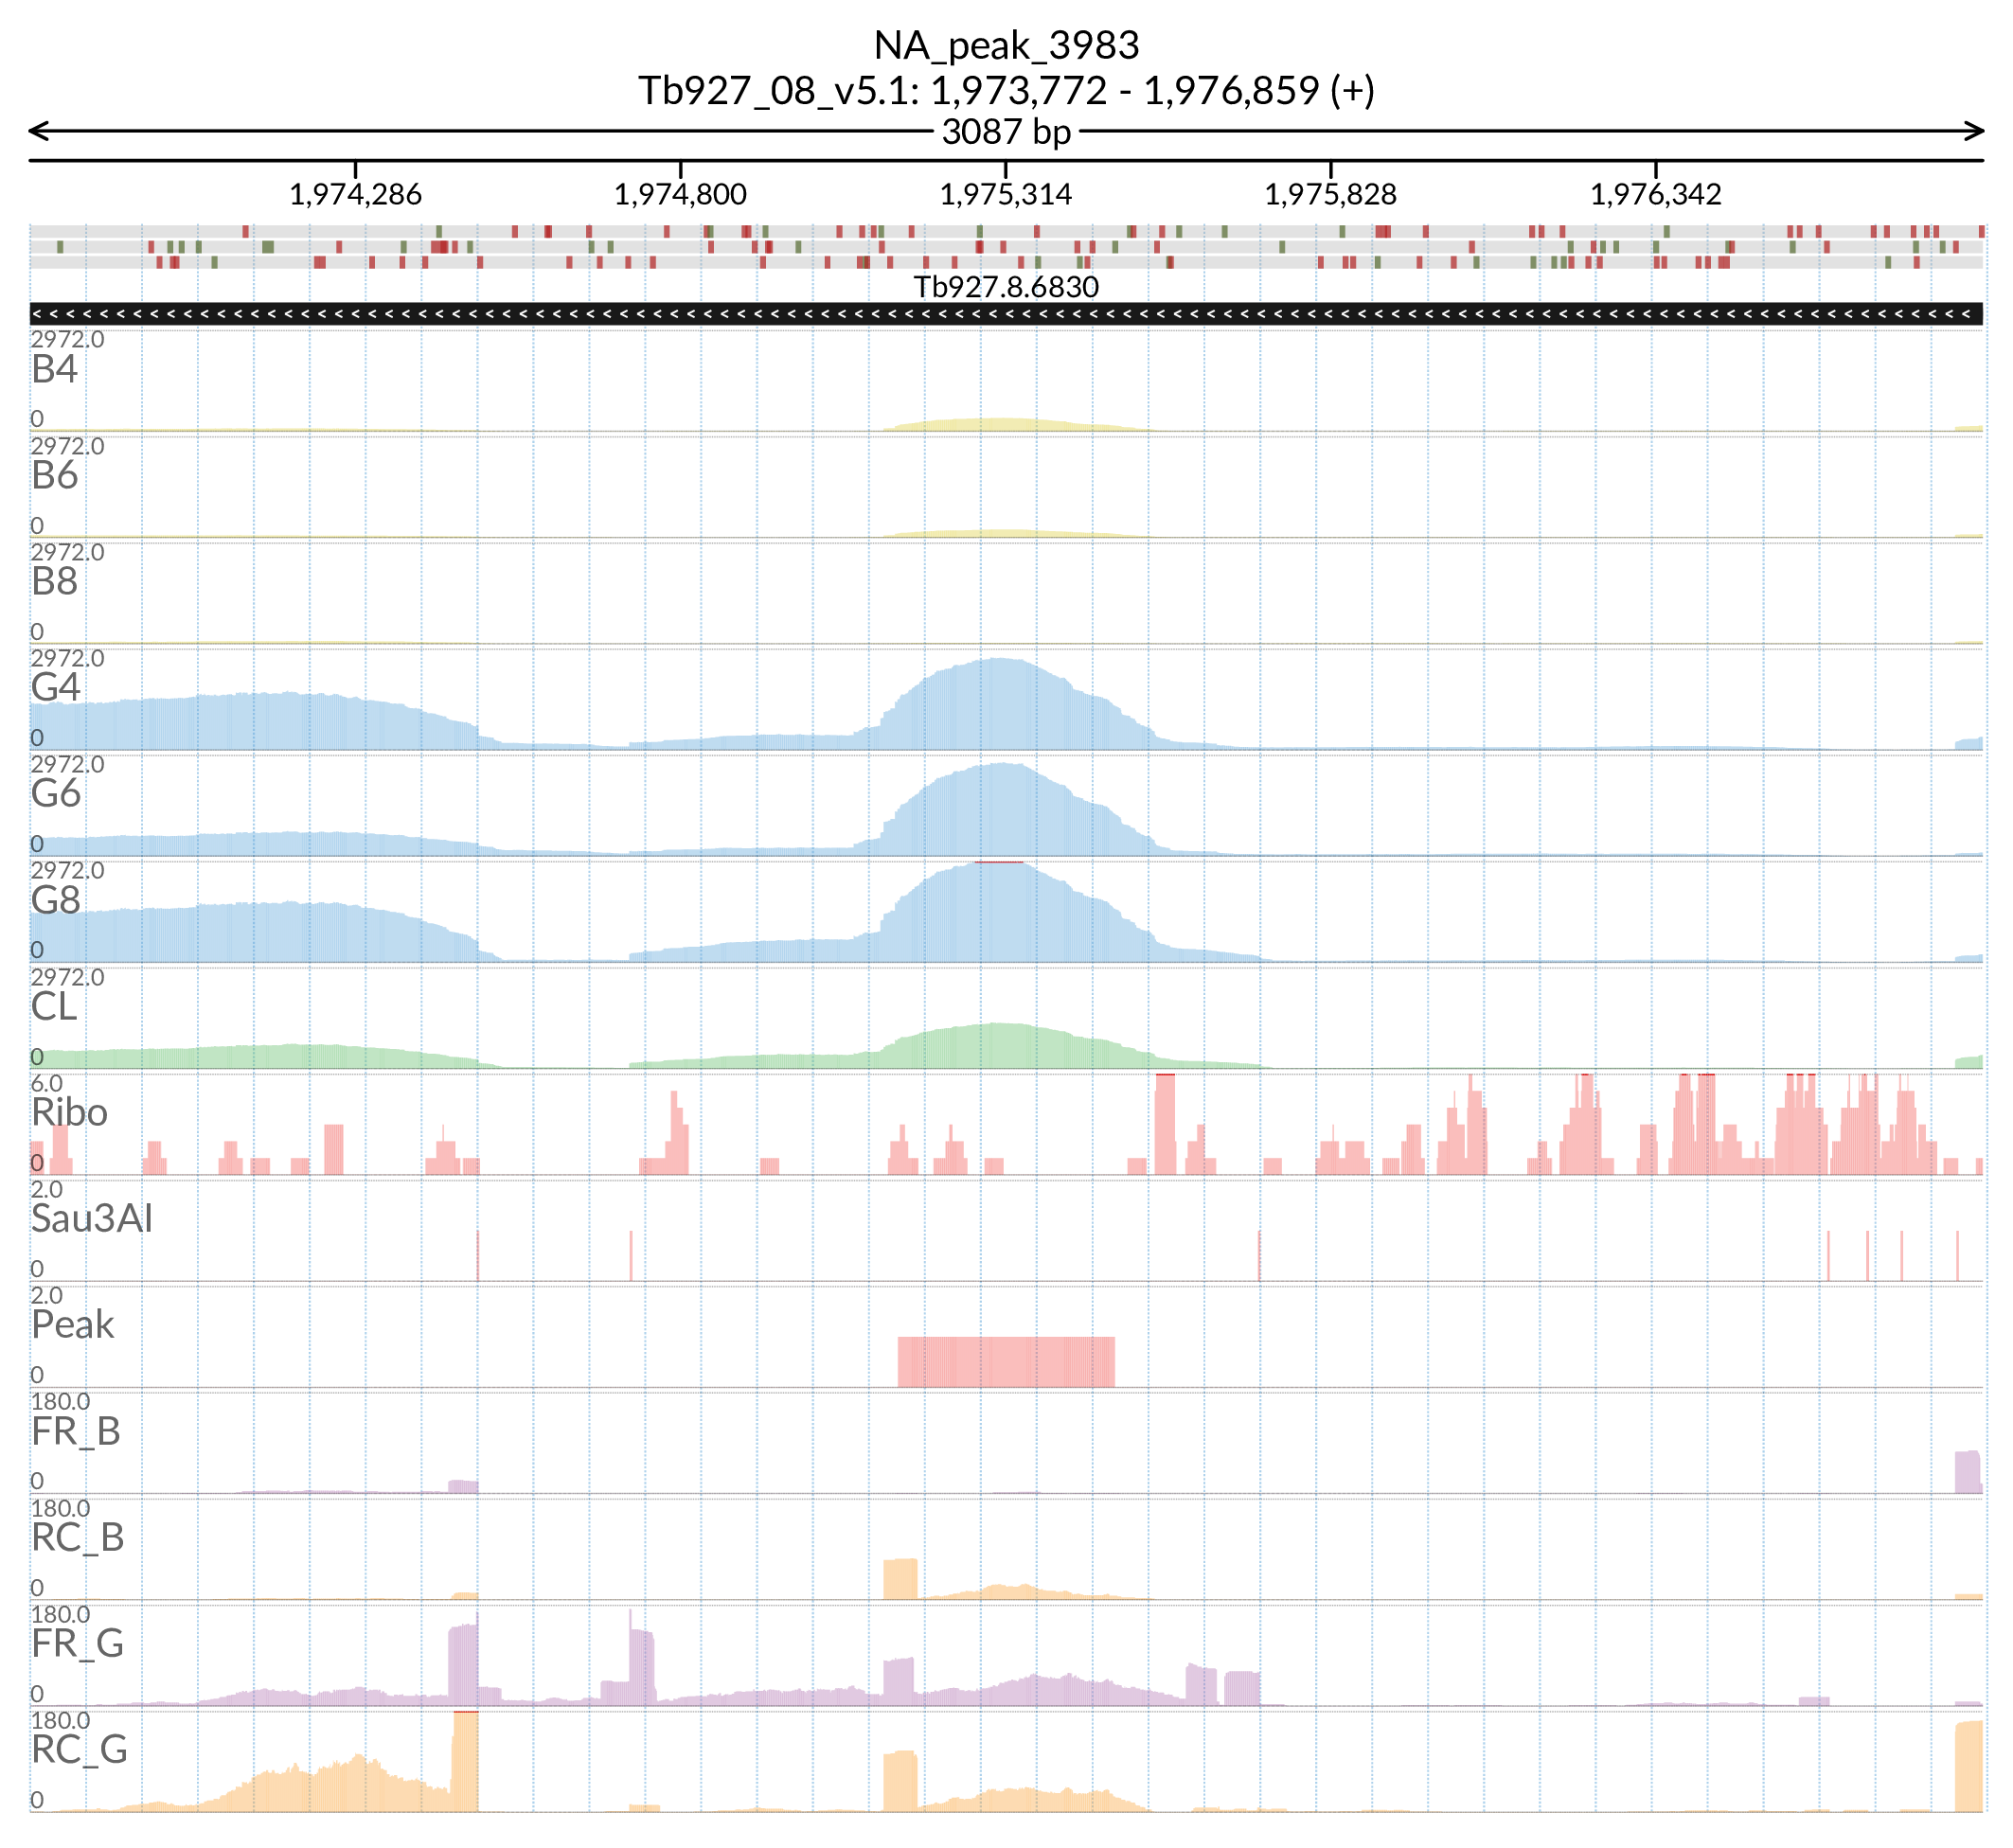 NA_peak_3983
Tb927_08_v5.1: 1,973,772 - 1,976,859 (+)
3087 bp
1,974,286 1,974,800 1,975,314 1,975,828 1,976,342
Tb927.8.6830
2972.0
B4
0
2972.0
B6
0
2972.0
B8
0
2972.0
G4
0
2972.0
G6
0
2972.0
G8
0
2972.0
CL
0
6.0
Ribo
0
2.0
Sau3AI
0
2.0
Peak
0
180.0
FR_B
0
180.0
RC_B
0
180.0
FR_G
0
180.0
RC_G
0